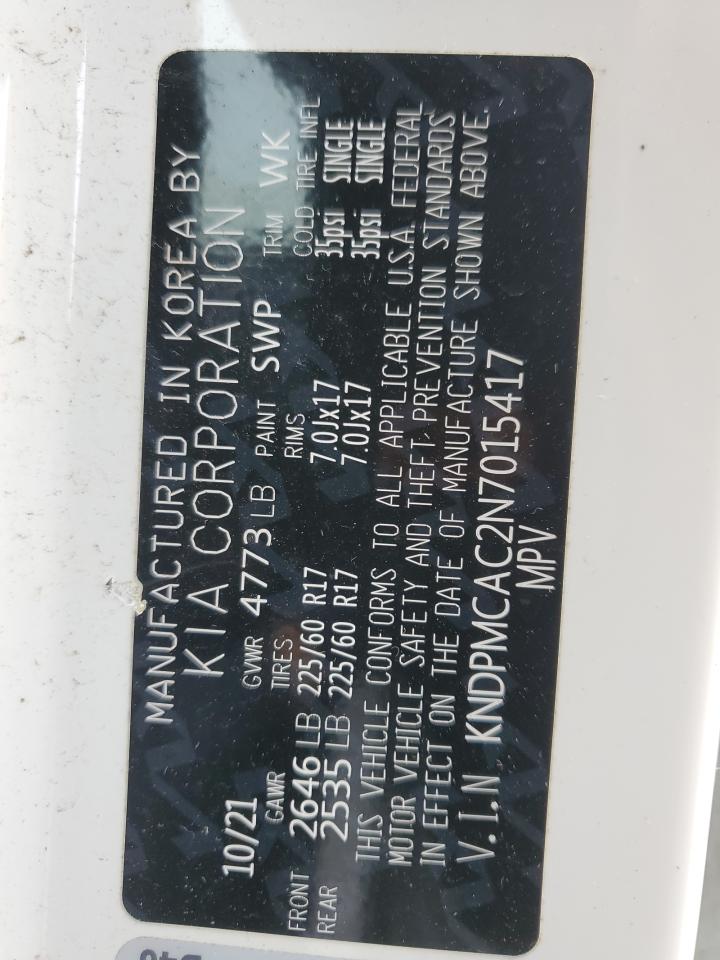 MANUFACTURED IN KOREA BY
KIA CORPORATION
10/21 GVWR 4773 LB PAINT SWP TRIM WK
GAWR TIRES RIMS COLD TIRE INFL
FRONT 2646 LB 225/60 R17 7.0Jx17 35psi SINGLE
REAR 2535 LB 225/60 R17 7.0Jx17 35psi SINGLE
THIS VEHICLE CONFORMS TO ALL APPLICABLE U.S.A. FEDERAL
MOTOR VEHICLE SAFETY AND THEFT PREVENTION STANDARDS
IN EFFECT ON THE DATE OF MANUFACTURE SHOWN ABOVE.
V.I.N KNDPMCAC2N7015417
MPV